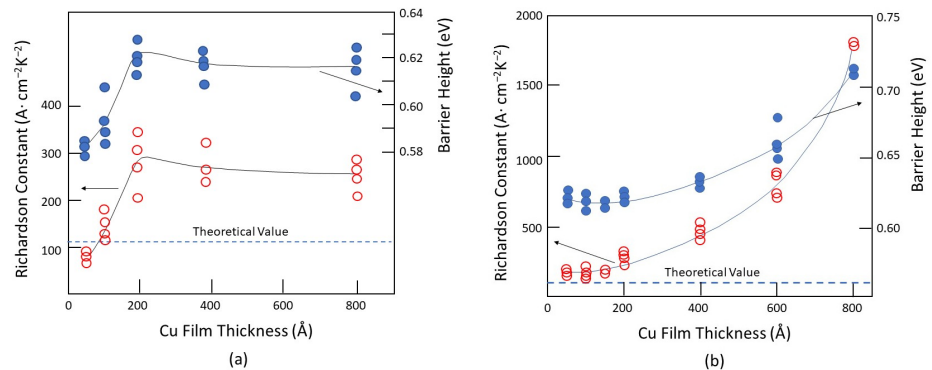 Richardson Constant (A· cm⁻²K⁻²)
400
300
200
100
0.64
0.62
0.60
0.58
Barrier Height (eV)
Theoretical Value
0
200
400
600
800
Cu Film Thickness (Å)
(a)
Richardson Constant (A· cm⁻²K⁻²)
2000
1500
1000
500
0.75
0.70
0.65
0.60
Barrier Height (eV)
Theoretical Value
0
200
400
600
800
Cu Film Thickness (Å)
(b)